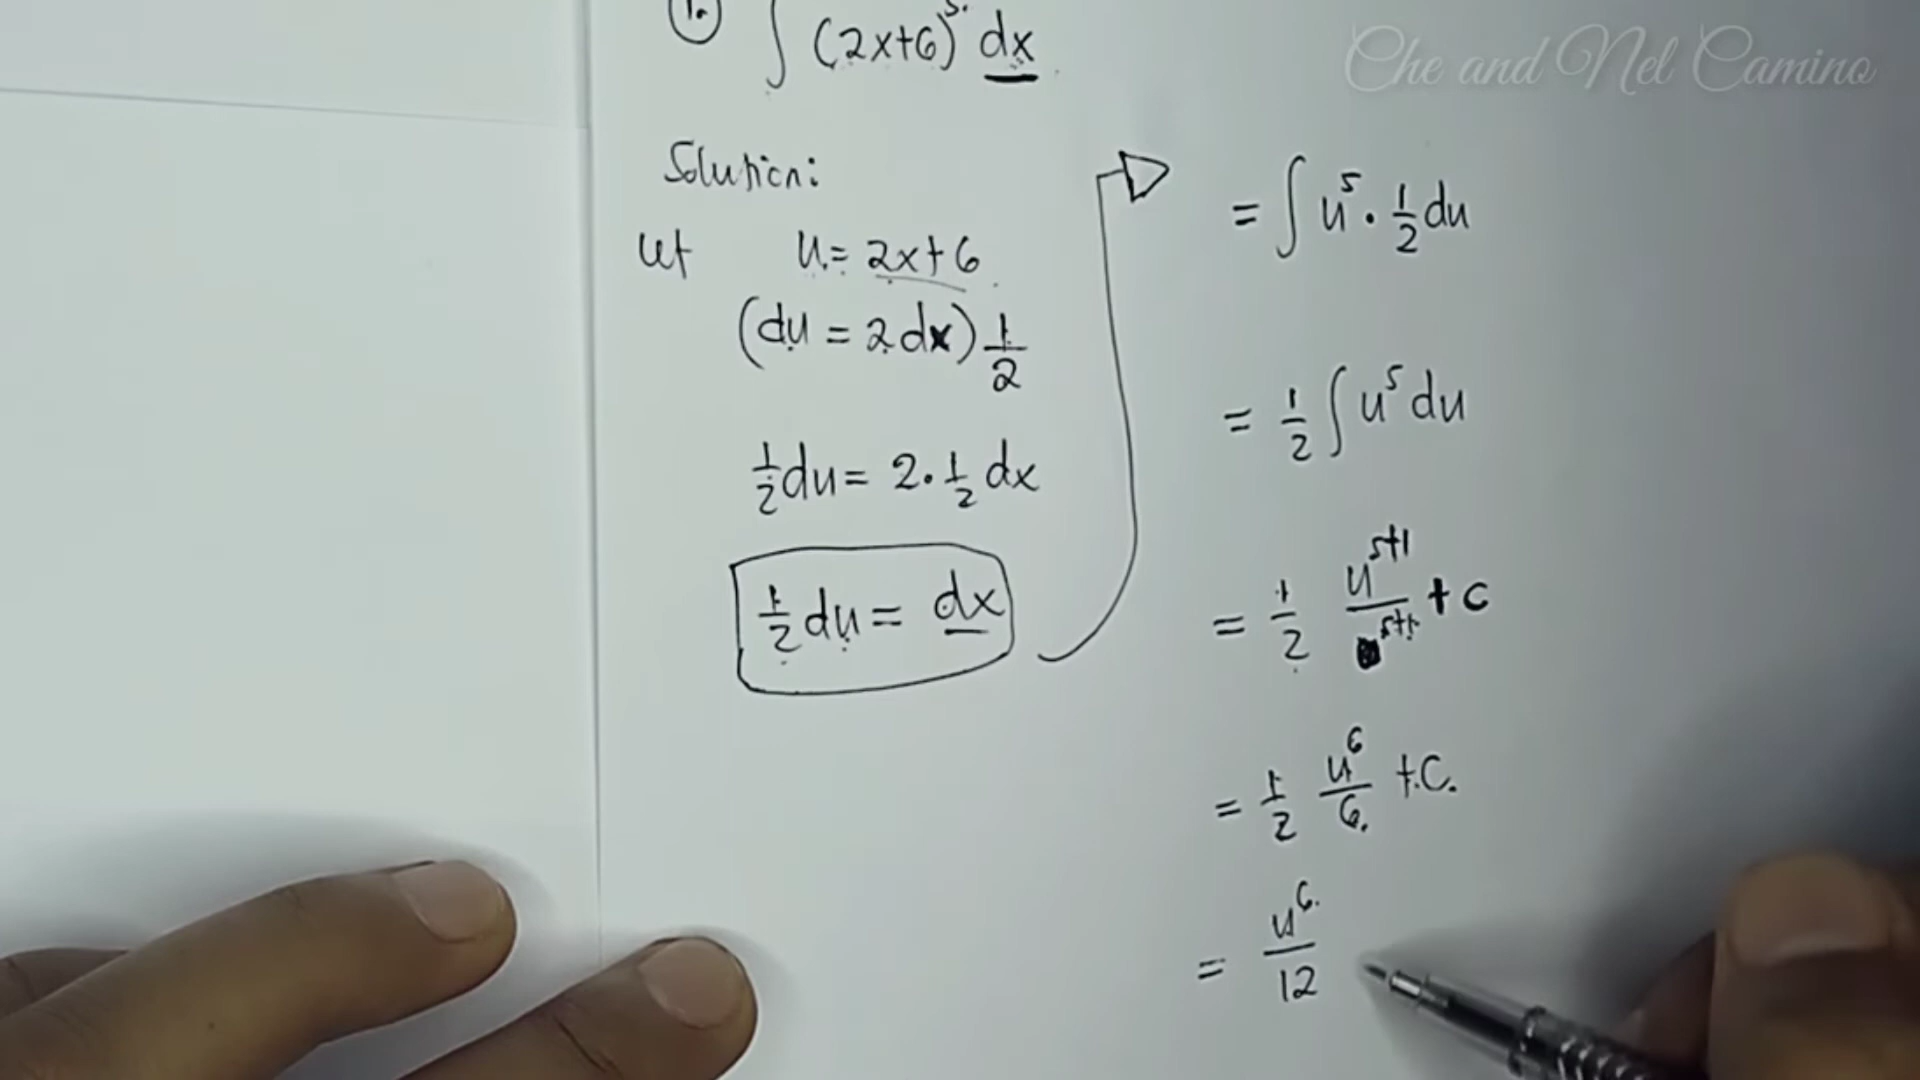 1. ∫ (2x+6)^5 dx
Che and Nel Camino
Solution:
let u = 2x+6
(du = 2dx) 1/2
1/2 du = 2 · 1/2 dx
1/2 du = dx
= ∫ u^5 · 1/2 du
= 1/2 ∫ u^5 du
= 1/2 u^(5+1)/(5+1) + c
= 1/2 u^6/6 + C.
= u^6/12